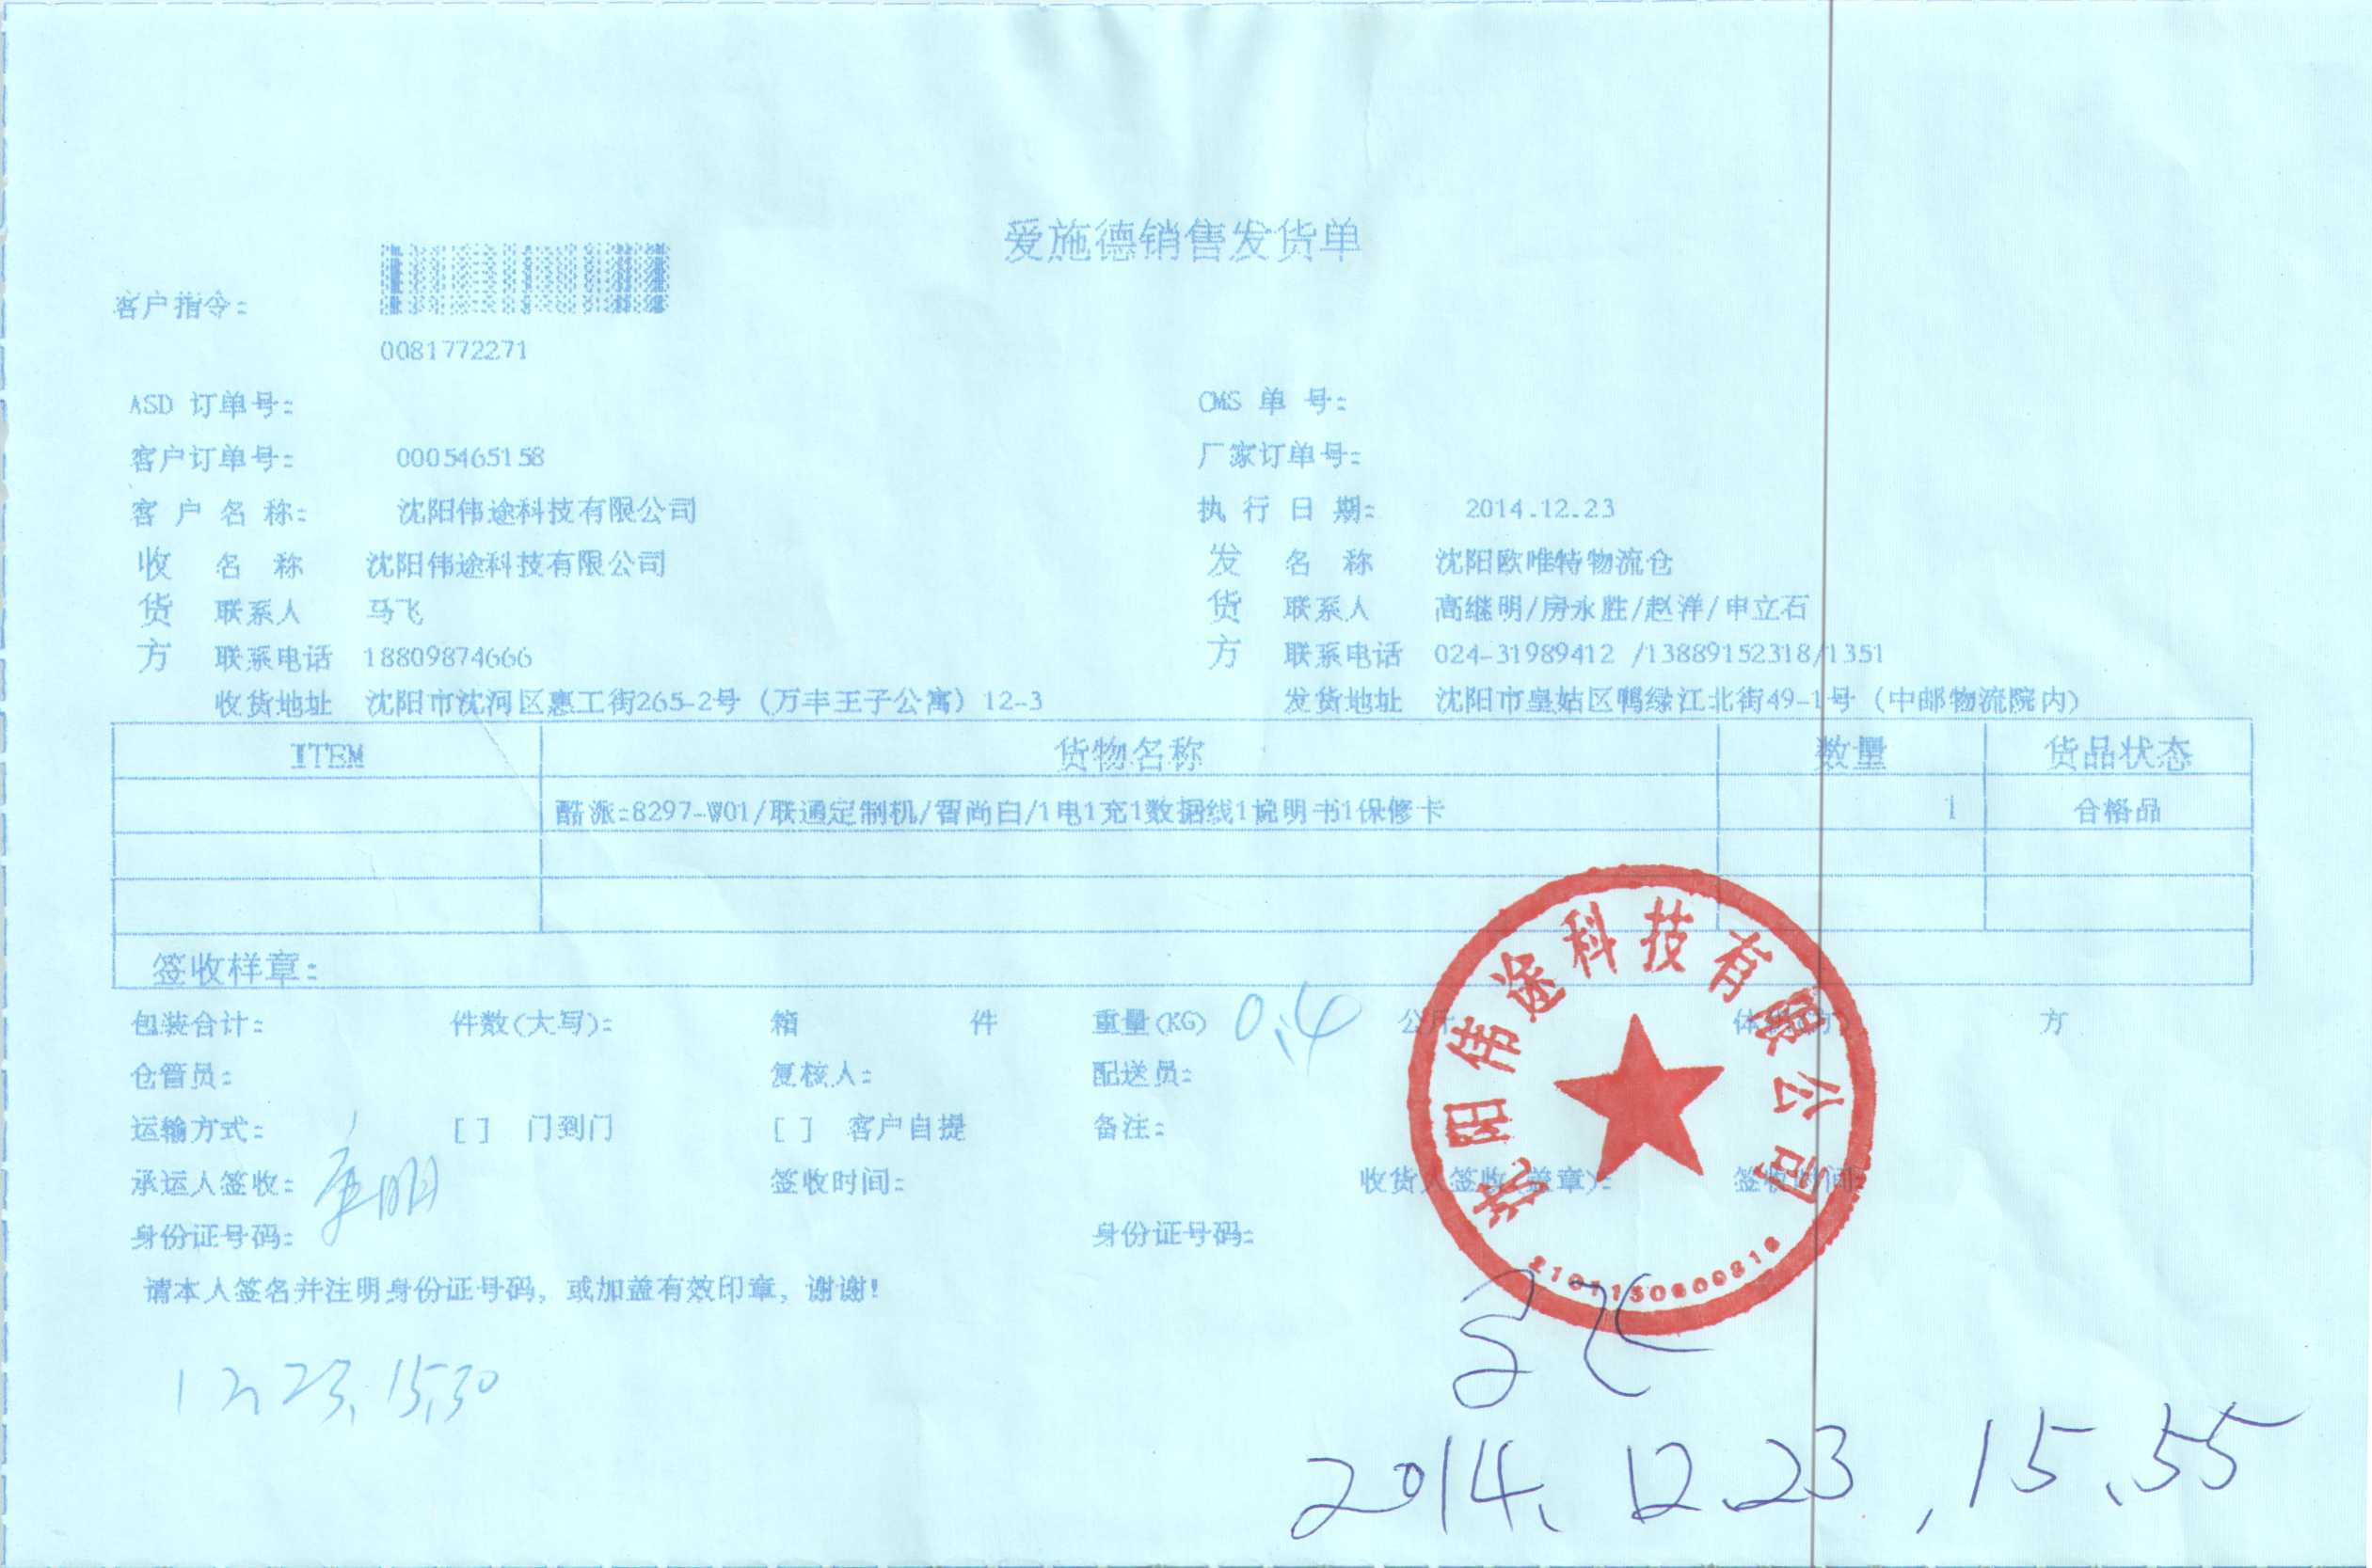 爱施德销售发货单
客户指令:
0081772271
ASD 订单号: CMS 单 号:
客户订单号: 0005465158 厂家订单号:
客 户 名 称: 沈阳伟途科技有限公司 执 行 日 期: 2014.12.23
收 名 称 沈阳伟途科技有限公司 发 名 称 沈阳欧唯特物流仓
货 联系人 马飞 货 联系人 高继明/房永胜/赵洋/申立石
方 联系电话 18809874666 方 联系电话 024-31989412 /13889152318/1351
收货地址 沈阳市沈河区惠工街265-2号（万丰王子公寓）12-3 发货地址 沈阳市皇姑区鸭绿江北街49-1号（中邮物流院内）
ITEM 货物名称 数量 货品状态
酷派:8297-W01/联通定制机/智尚白/1电1充1数据线1说明书1保修卡 1 合格品
签收样章:
包装合计: 件数(大写): 箱 件 重量(KG) 0.4 公斤 方
仓管员: 复核人: 配送员:
运输方式: [ ] 门到门 [ ] 客户自提 备注:
承运人签收: 签收时间: 收货人签收(盖章): 签收时间:
身份证号码: 身份证号码:
请本人签名并注明身份证号码，或加盖有效印章，谢谢!
沈阳伟途科技有限公司
马飞
12.23.15.30
2014.12.23.15.55